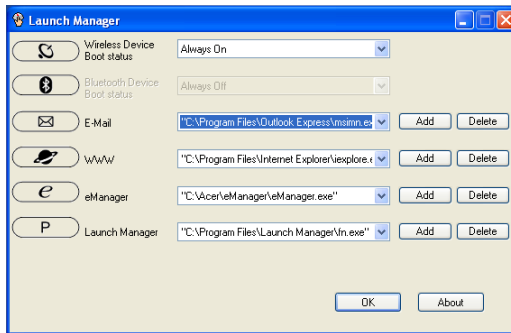 Launch Manager
Wireless Device
Boot status
Always On
Bluetooth Device
Boot status
Always Off
E-Mail
"C:\Program Files\Outlook Express\msimn.ex
Add
Delete
WWW
"C:\Program Files\Internet Explorer\iexplore.e
Add
Delete
e
eManager
"C:\Acer\eManager\eManager.exe"
Add
Delete
P
Launch Manager
"C:\Program Files\Launch Manager\fn.exe"
Add
Delete
OK
About